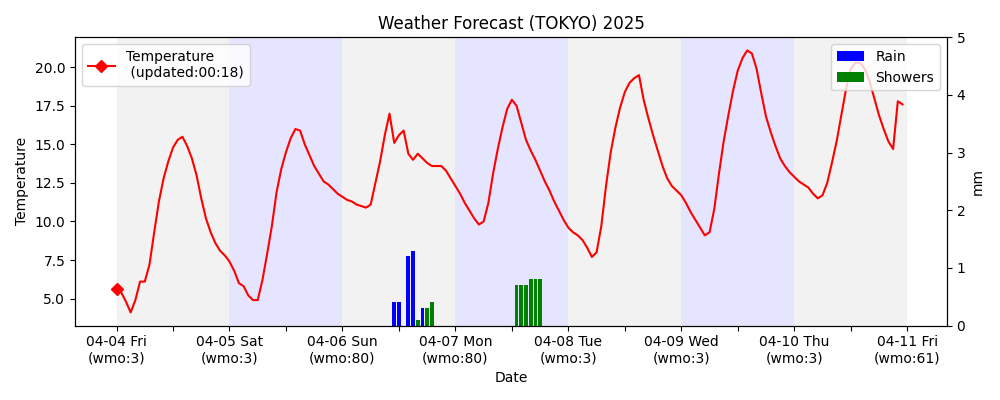 Weather Forecast (TOKYO) 2025
Temperature
(updated:00:18)
Rain
Showers
20.0
17.5
15.0
12.5
10.0
7.5
5.0
Temperature
5
4
3
2
1
0
mm
04-04 Fri
(wmo:3)
04-05 Sat
(wmo:3)
04-06 Sun
(wmo:80)
04-07 Mon
(wmo:80)
04-08 Tue
(wmo:3)
04-09 Wed
(wmo:3)
04-10 Thu
(wmo:3)
04-11 Fri
(wmo:61)
Date